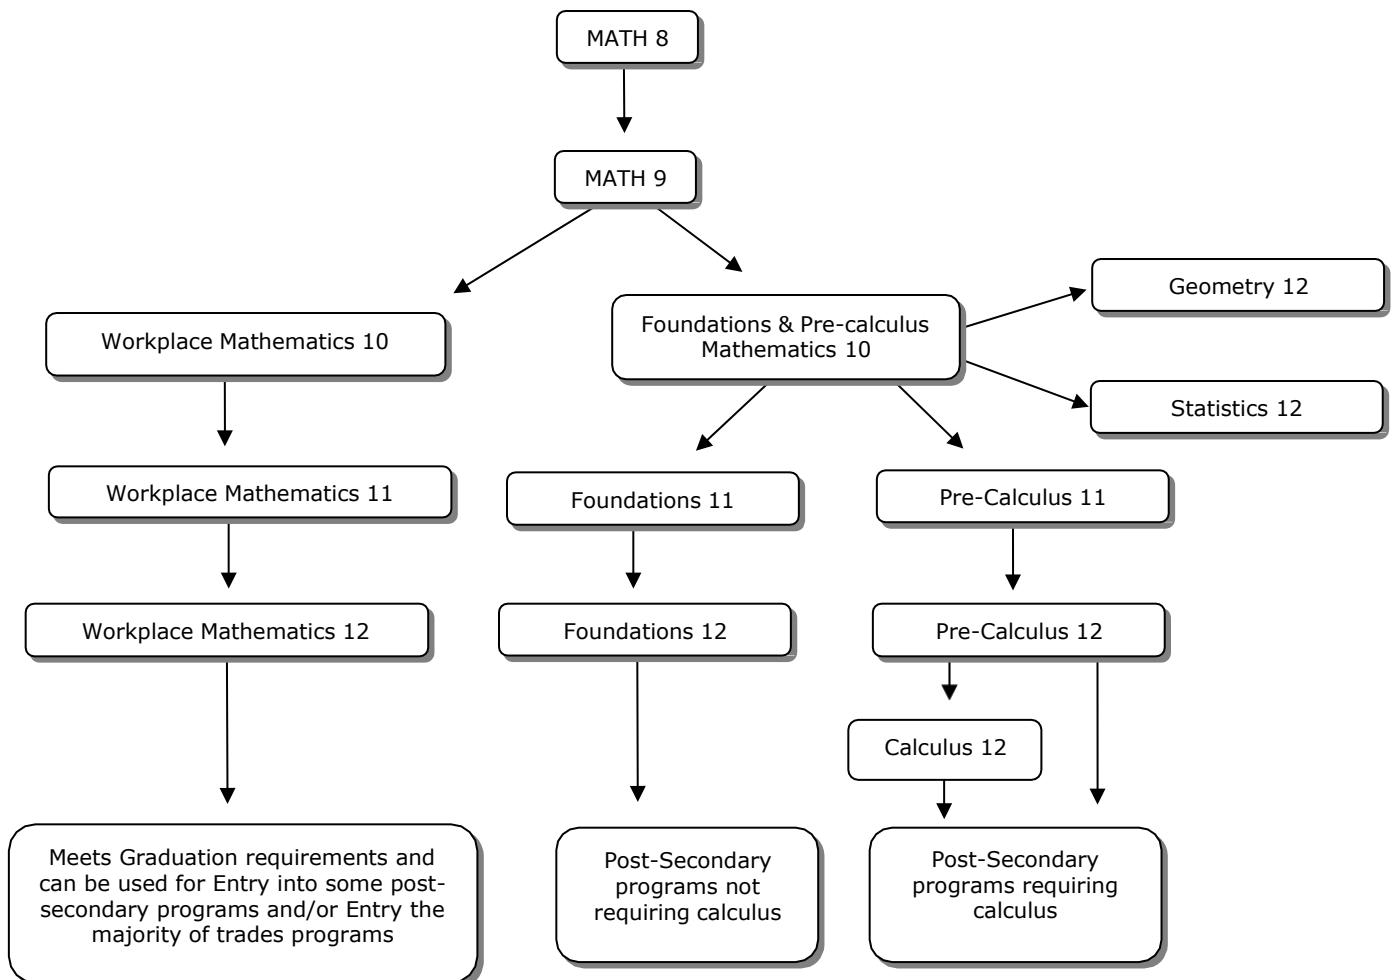 MATH 8
MATH 9
Geometry 12
Foundations & Pre-calculus
Mathematics 10
Workplace Mathematics 10
Statistics 12
Workplace Mathematics 11
Foundations 11
Pre-Calculus 11
Workplace Mathematics 12
Foundations 12
Pre-Calculus 12
Calculus 12
Meets Graduation requirements and
can be used for Entry into some post-
secondary programs and/or Entry the
majority of trades programs
Post-Secondary
programs not
requiring calculus
Post-Secondary
programs requiring
calculus